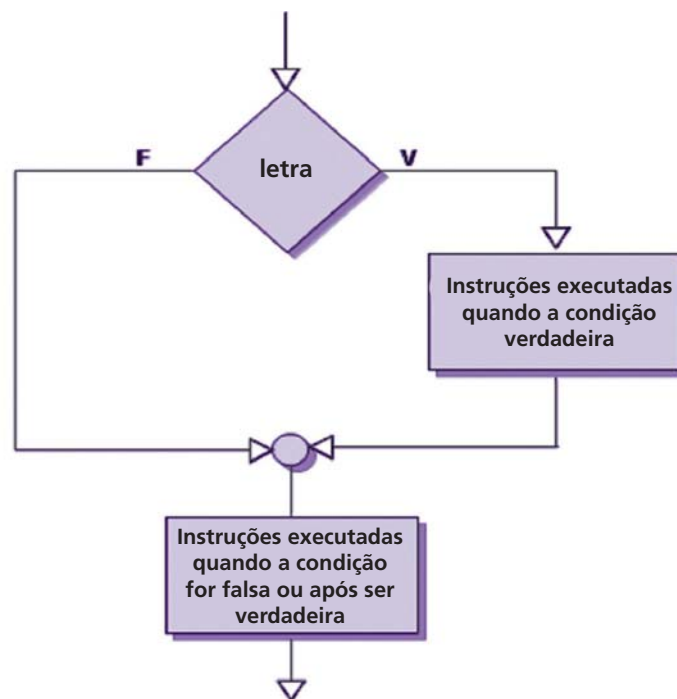 F
letra
V
Instruções executadas
quando a condição
verdadeira
Instruções executadas
quando a condição
for falsa ou após ser
verdadeira